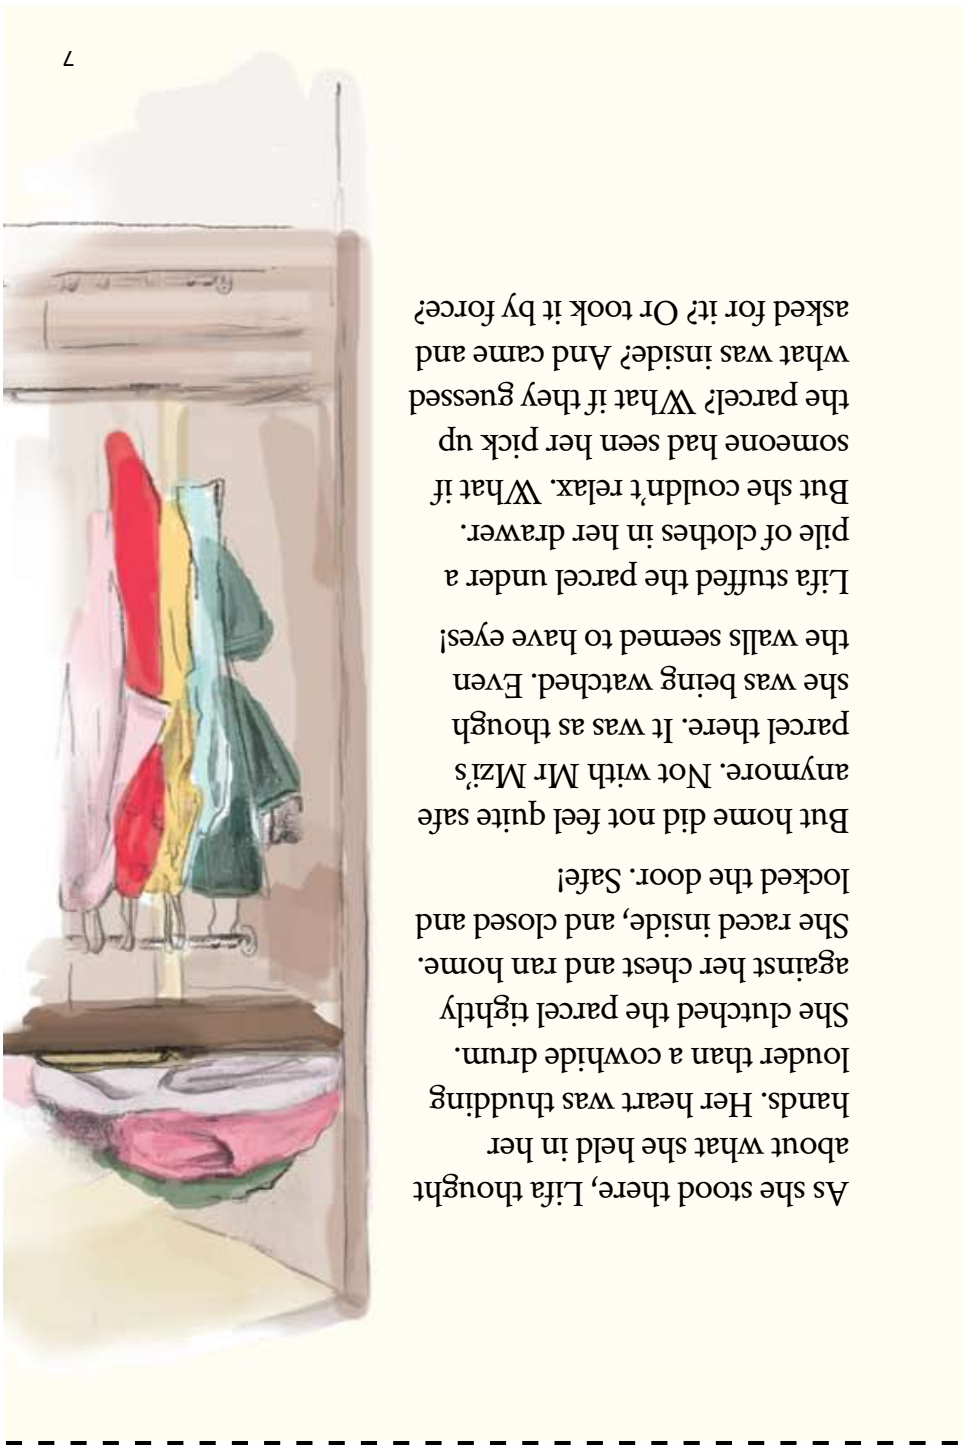 As she stood there, Lifa thought
about what she held in her
hands. Her heart was thudding
louder than a cowhide drum.
She clutched the parcel tightly
against her chest and ran home.
She raced inside, and closed and
locked the door. Safe!
But home did not feel quite safe
anymore. Not with Mr Mzi’s
parcel there. It was as though
she was being watched. Even
the walls seemed to have eyes!
Lifa stuffed the parcel under a
pile of clothes in her drawer.
But she couldn’t relax. What if
someone had seen her pick up
the parcel? What if they guessed
what was inside? And came and
asked for it? Or took it by force?
7